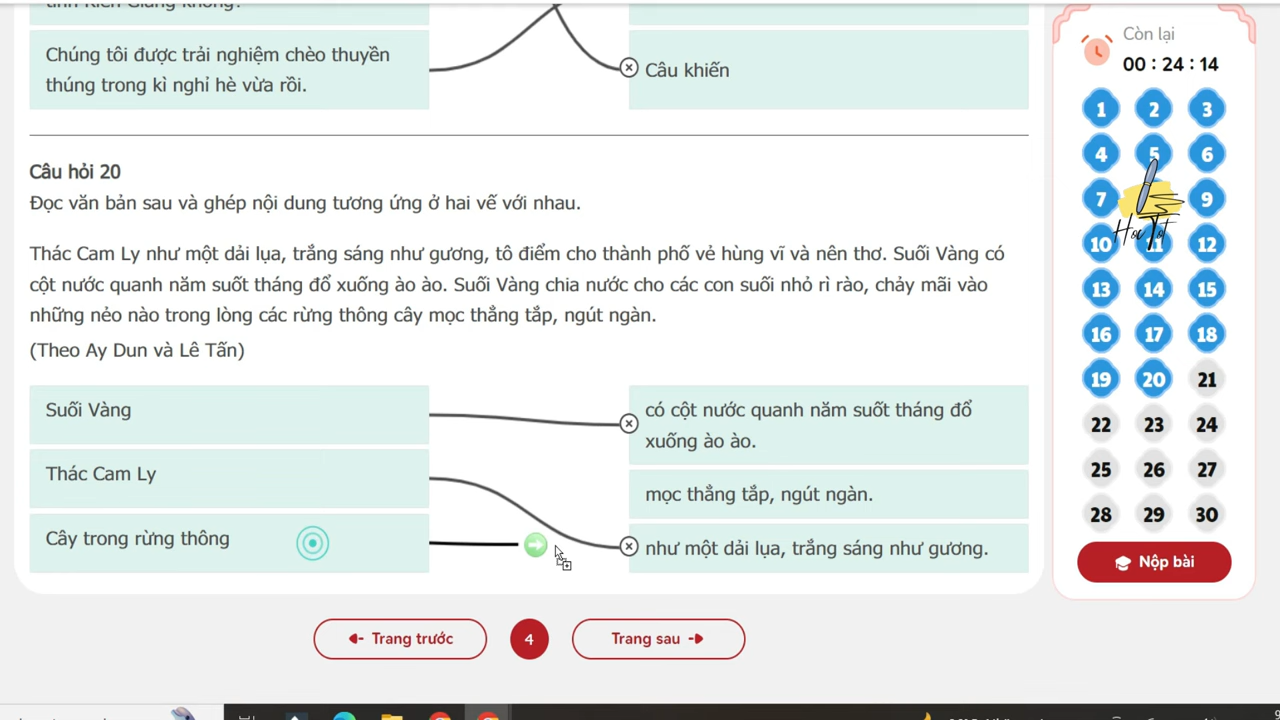 tỉnh Kiên Giang không?
Chúng tôi được trải nghiệm chèo thuyền
thúng trong kì nghỉ hè vừa rồi.
Câu khiến
Câu hỏi 20
Đọc văn bản sau và ghép nội dung tương ứng ở hai vế với nhau.
Thác Cam Ly như một dải lụa, trắng sáng như gương, tô điểm cho thành phố vẻ hùng vĩ và nên thơ. Suối Vàng có
cột nước quanh năm suốt tháng đổ xuống ào ào. Suối Vàng chia nước cho các con suối nhỏ rì rào, chảy mãi vào
những nẻo nào trong lòng các rừng thông cây mọc thẳng tắp, ngút ngàn.
(Theo Ay Dun và Lê Tấn)
Suối Vàng
có cột nước quanh năm suốt tháng đổ
xuống ào ào.
Thác Cam Ly
mọc thẳng tắp, ngút ngàn.
Cây trong rừng thông
như một dải lụa, trắng sáng như gương.
Trang trước
4
Trang sau
Còn lại
00 : 24 : 14
1 2 3
4 5 6
7 9
10 11 12
13 14 15
16 17 18
19 20 21
22 23 24
25 26 27
28 29 30
Học Tốt
Nộp bài